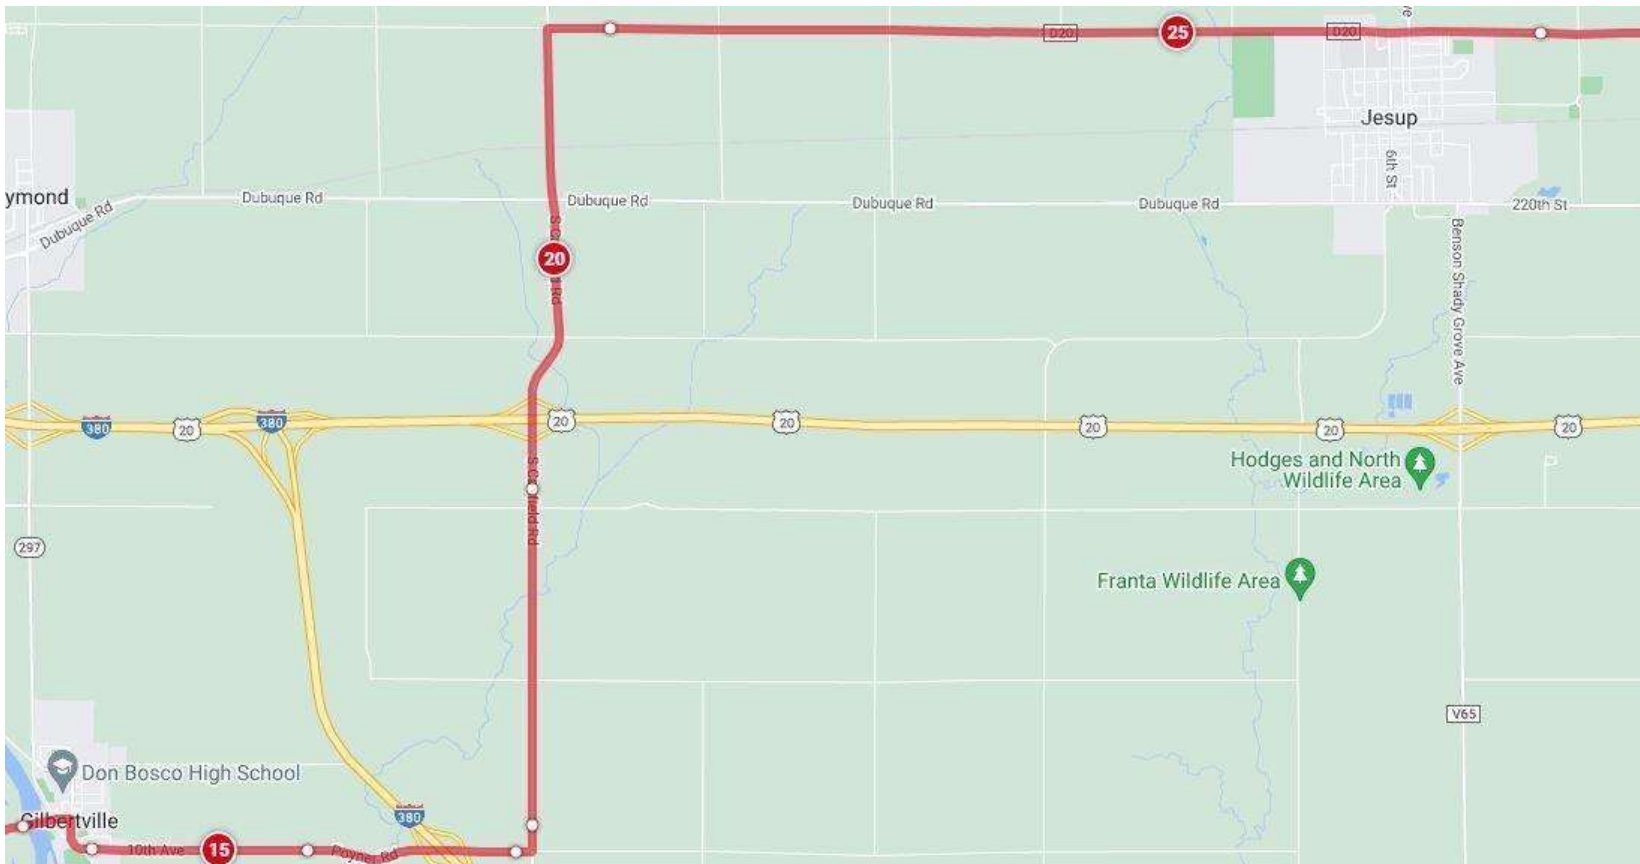 D20
25
D20
ve
Jesup
6th St
ymond
Dubuque Rd
Dubuque Rd
Dubuque Rd
Dubuque Rd
220th St
Dubuque Rd
20
Rd
Benson Shady Grove Ave
380
20
380
20
20
20
20
20
Hodges and North
Wildlife Area
297
Franta Wildlife Area
V65
Don Bosco High School
380
Gilbertville
10th Ave
15
Poyner Rd